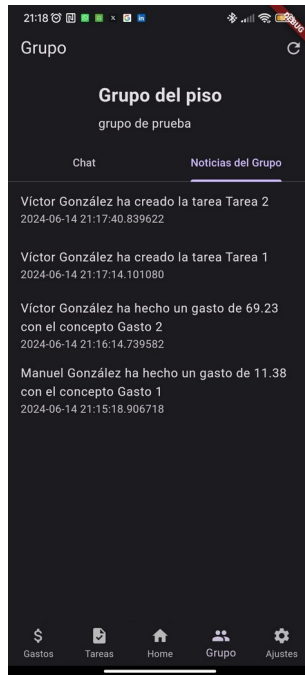 21:18
DEBUG
Grupo
Grupo del piso
grupo de prueba
Chat
Noticias del Grupo
Víctor González ha creado la tarea Tarea 2
2024-06-14 21:17:40.839622
Víctor González ha creado la tarea Tarea 1
2024-06-14 21:17:14.101080
Víctor González ha hecho un gasto de 69.23
con el concepto Gasto 2
2024-06-14 21:16:14.739582
Manuel González ha hecho un gasto de 11.38
con el concepto Gasto 1
2024-06-14 21:15:18.906718
Gastos
Tareas
Home
Grupo
Ajustes